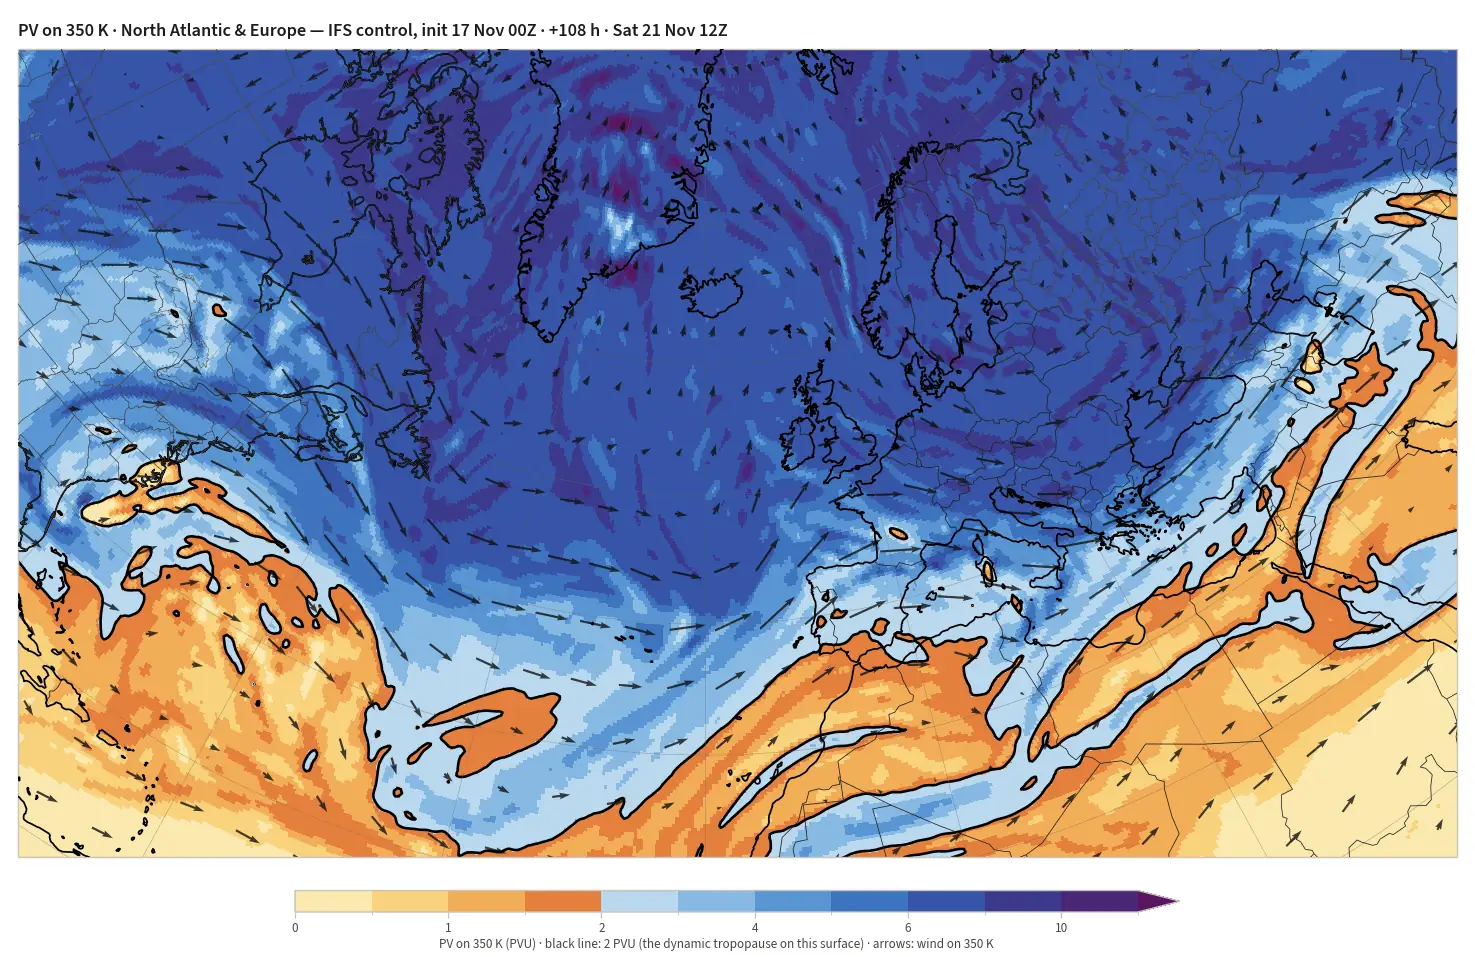 PV on 350 K · North Atlantic & Europe — IFS control, init 17 Nov 00Z · +108 h · Sat 21 Nov 12Z
0 1 2 4 6 10
PV on 350 K (PVU) · black line: 2 PVU (the dynamic tropopause on this surface) · arrows: wind on 350 K